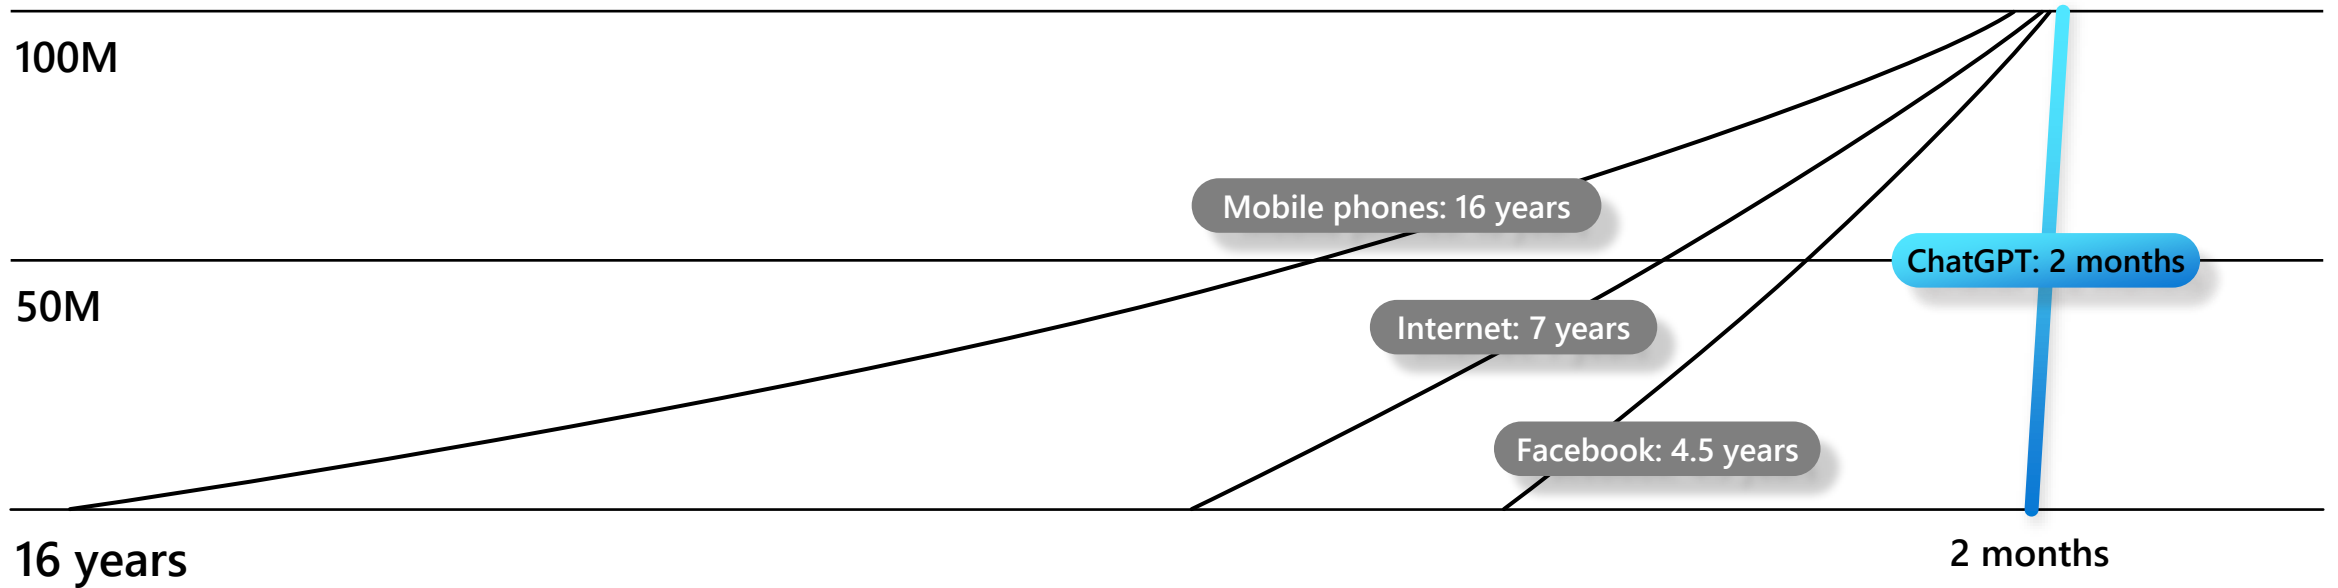 100M
Mobile phones: 16 years
ChatGPT: 2 months
50M
Internet: 7 years
Facebook: 4.5 years
16 years
2 months